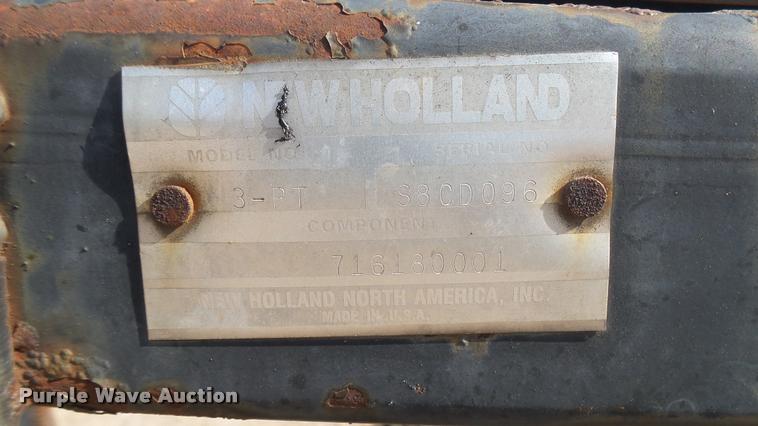 NEW HOLLAND
MODEL NO. SERIAL NO.
3-PT S8CD096
COMPONENT
716180001
NEW HOLLAND NORTH AMERICA, INC.
MADE IN U.S.A.
Purple Wave Auction